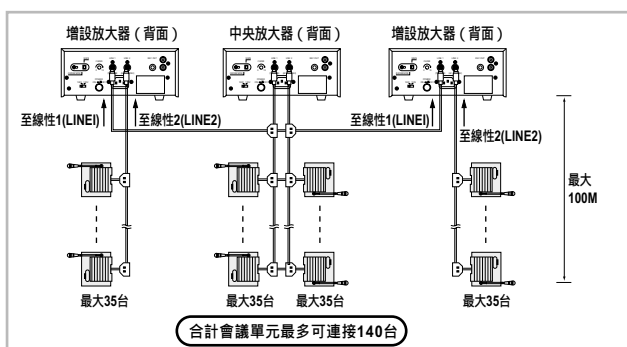 增設放大器(背面)
中央放大器(背面)
增設放大器(背面)
至線性1(LINEI)
至線性2(LINE2)
至線性1(LINEI)
至線性2(LINE2)
最大
100M
最大35台
最大35台
最大35台
最大35台
合計會議單元最多可連接140台